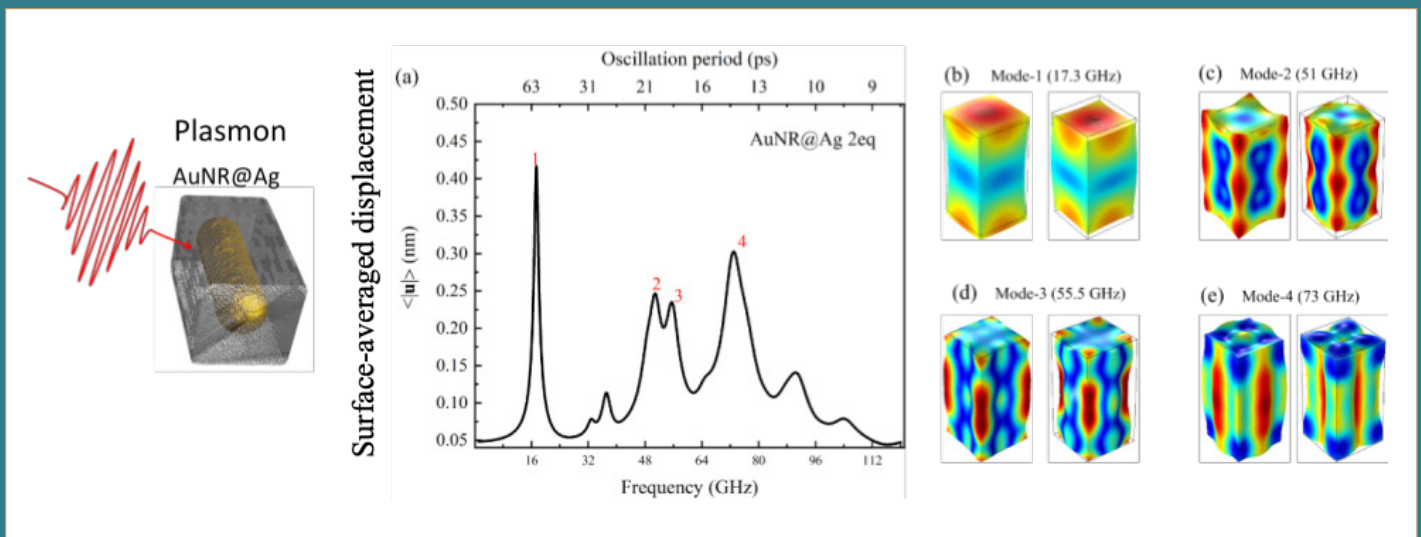 Plasmon
AuNR@Ag
Surface-averaged displacement
(a)
Oscillation period (ps)
63 31 21 16 13 10 9
0.50
0.45
0.40
0.35
0.30
0.25
0.20
0.15
0.10
0.05
<|u|> (nm)
AuNR@Ag 2eq
1
2
3
4
16 32 48 64 80 96 112
Frequency (GHz)
(b) Mode-1 (17.3 GHz)
(c) Mode-2 (51 GHz)
(d) Mode-3 (55.5 GHz)
(e) Mode-4 (73 GHz)